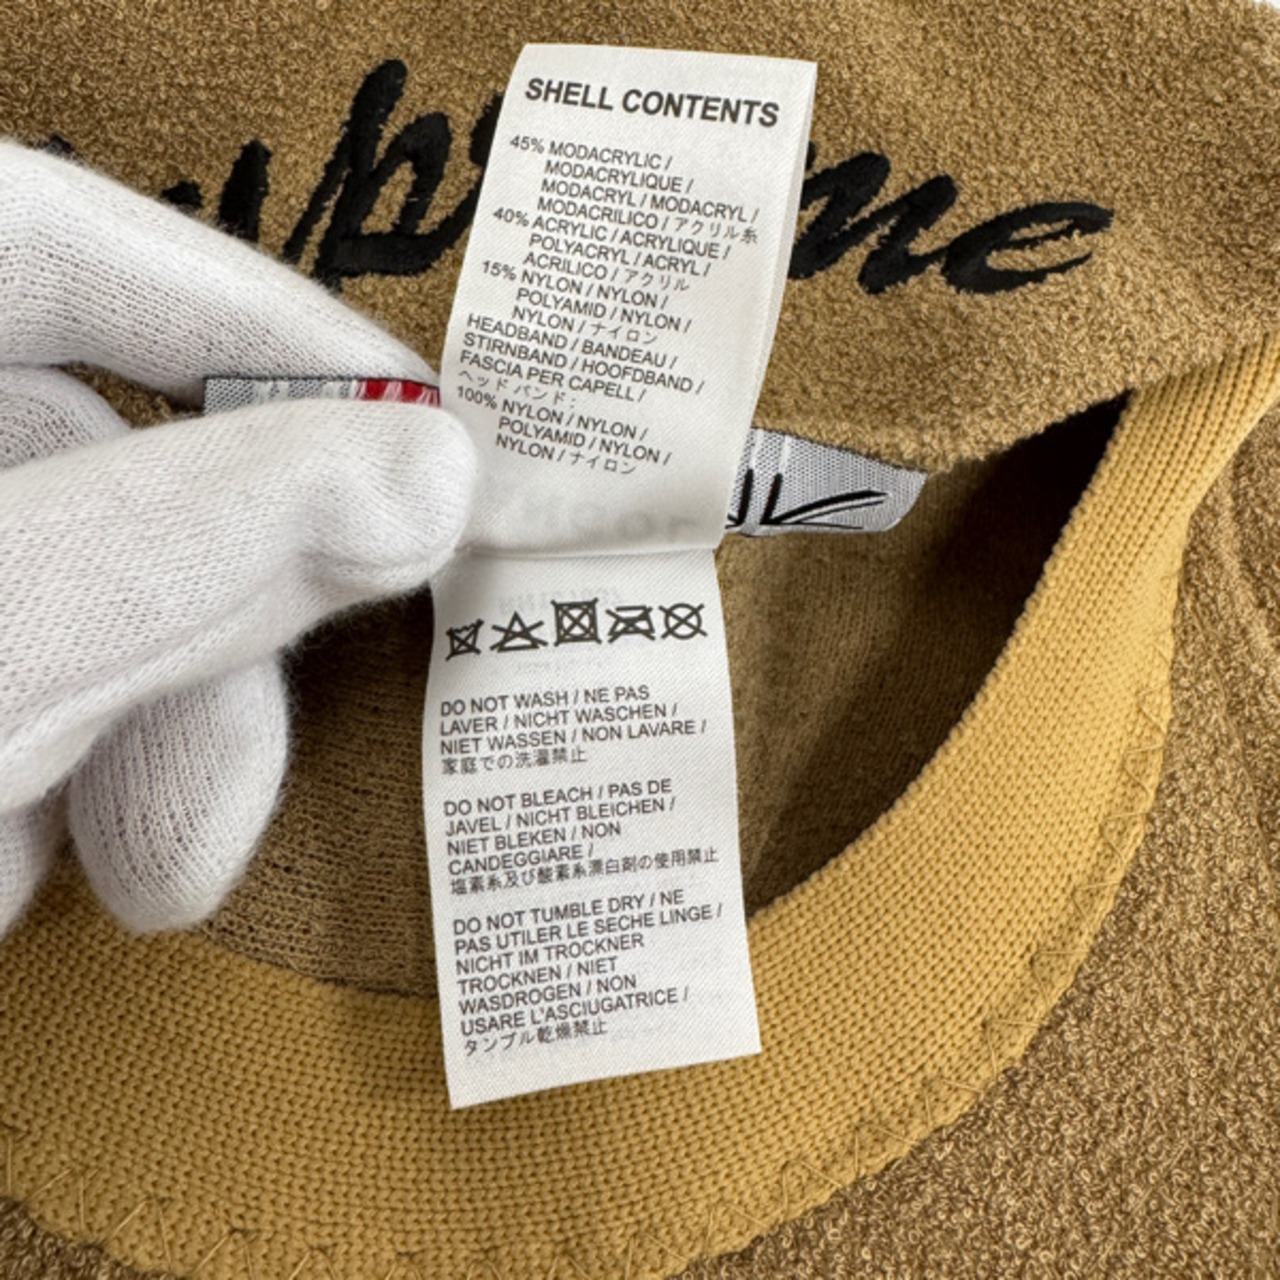 SHELL CONTENTS
45% MODACRYLIC /
MODACRYLIQUE /
MODACRYL / MODACRYL /
MODACRILICO / アクリル系
40% ACRYLIC / ACRYLIQUE /
POLYACRYL / ACRYL /
ACRILICO / アクリル
15% NYLON / NYLON /
POLYAMID / NYLON /
NYLON / ナイロン
HEADBAND / BANDEAU /
STIRNBAND / HOOFDBAND /
FASCIA PER CAPELL /
ヘッド バンド :
100% NYLON / NYLON /
POLYAMID / NYLON /
NYLON / ナイロン
DO NOT WASH / NE PAS
LAVER / NICHT WASCHEN /
NIET WASSEN / NON LAVARE /
家庭での洗濯禁止
DO NOT BLEACH / PAS DE
JAVEL / NICHT BLEICHEN /
NIET BLEKEN / NON
CANDEGGIARE /
塩素系及び酸素系漂白剤の使用禁止
DO NOT TUMBLE DRY / NE
PAS UTILER LE SECHE LINGE /
NICHT IM TROCKNER
TROCKNEN / NIET
WASDROGEN / NON
USARE L'ASCIUGATRICE /
タンブル乾燥禁止